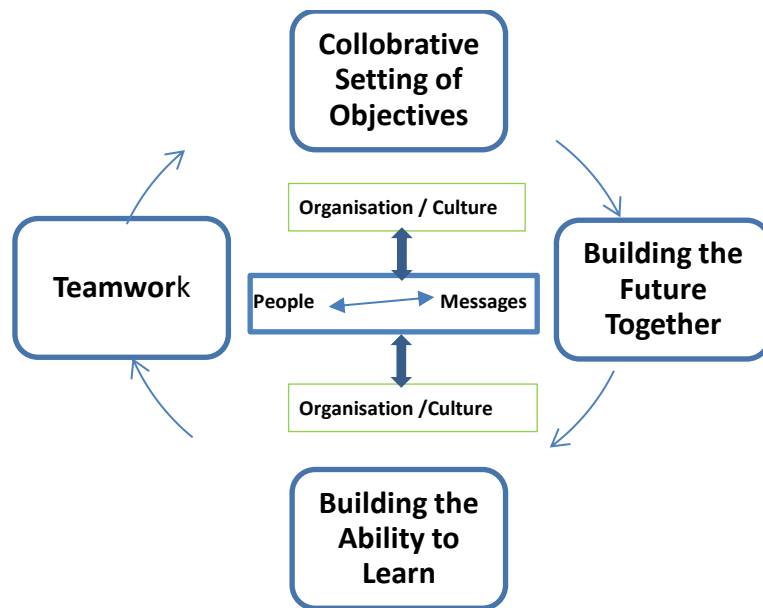 Collobrative
Setting of
Objectives
Organisation / Culture
Teamwork
People Messages
Building the
Future
Together
Organisation /Culture
Building the
Ability to
Learn